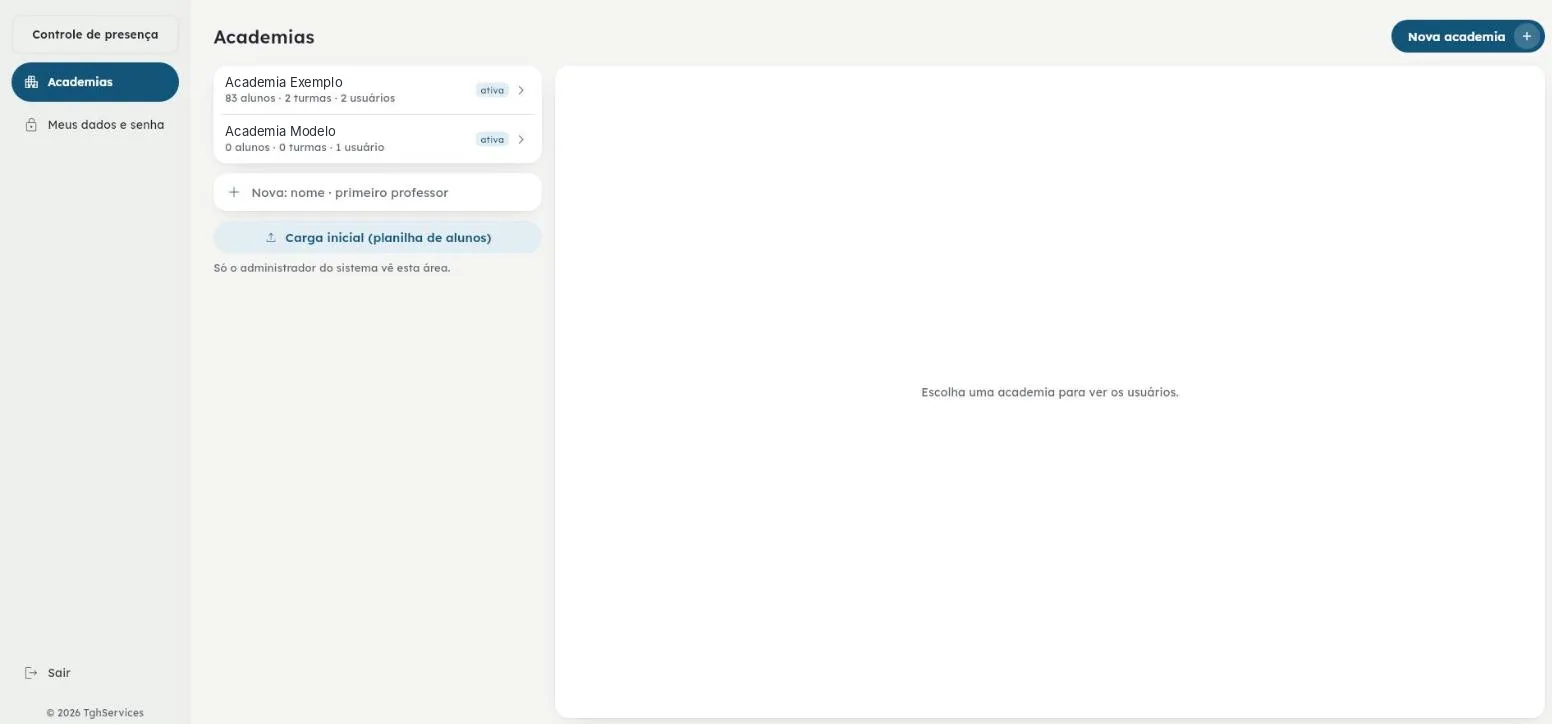 Controle de presença
Academias
Meus dados e senha
Sair
© 2026 TghServices
Academias
Nova academia +
Academia Exemplo
83 alunos · 2 turmas · 2 usuários
ativa
Academia Modelo
0 alunos · 0 turmas · 1 usuário
ativa
+ Nova: nome · primeiro professor
Carga inicial (planilha de alunos)
Só o administrador do sistema vê esta área.
Escolha uma academia para ver os usuários.